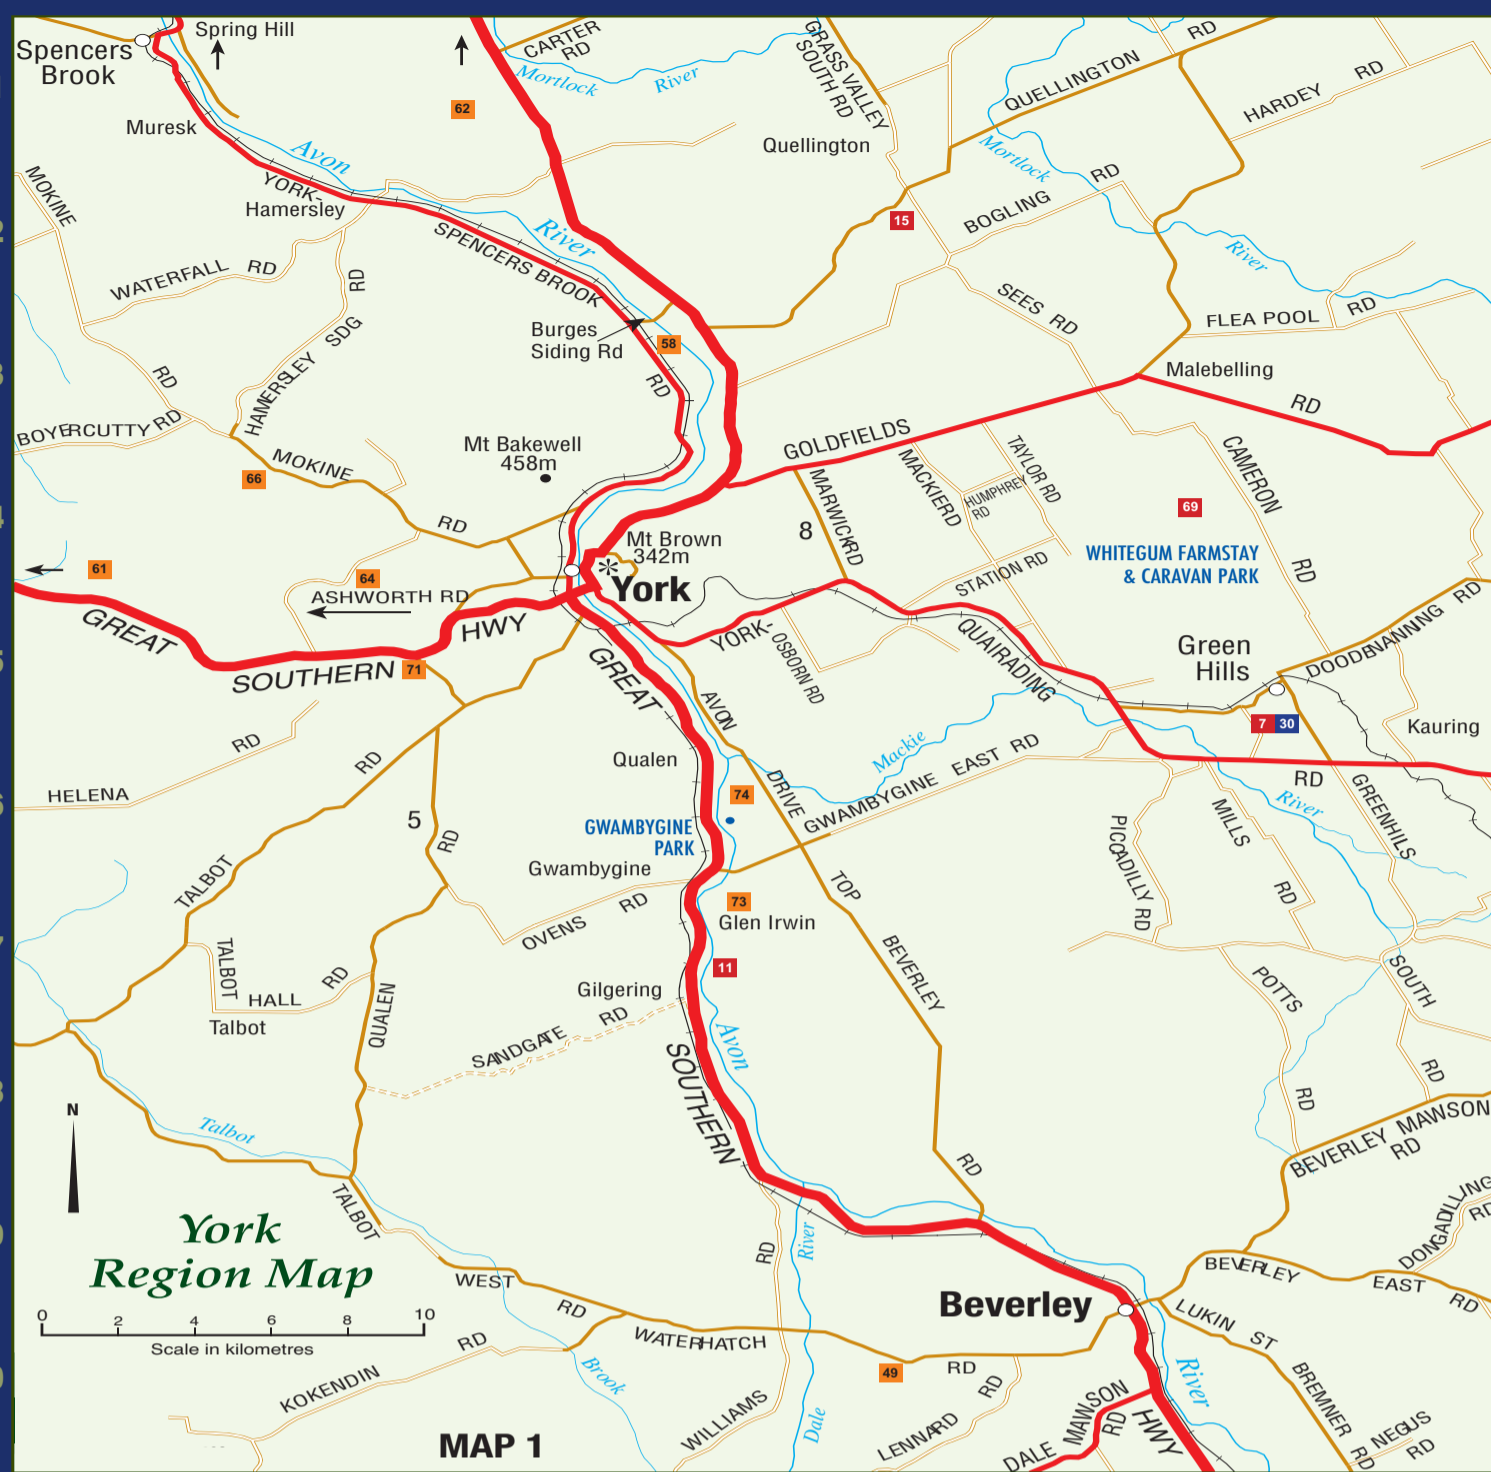 Spring Hill
CARTER
RD
GRASS VALLEY
SOUTH RD
Spencers
Brook
Mortlock
River
62
QUELLINGTON
RD
HARDEY
RD
Muresk
Avon
Quellington
Mortlock
MOKINE
YORK-
Hamersley
SPENCERS BROOK
River
15
BOGLING
RD
River
WATERFALL
RD
RD
HAMERSLEY
SDG
SEES
RD
FLEA POOL
RD
Burges
Siding Rd
58
RD
RD
Malebelling
RD
BOYERCUTTY
RD
Mt Bakewell
458m
GOLDFIELDS
66
MOKINE
RD
MARWICK
RD
MACKIE
RD
TAYLOR RD
HUMPHREY
RD
CAMERON
RD
69
8
Mt Brown
342m
WHITEGUM FARMSTAY
& CARAVAN PARK
61
64
ASHWORTH RD
York
STATION RD
GREAT
SOUTHERN
HWY
71
YORK-
OSBORN RD
QUAIRADING
Green
Hills
DOODENANNING
RD
GREAT
AVON
7
30
Kauring
RD
HELENA
RD
Qualen
Mackie
GWAMBYGINE
EAST
RD
RD
River
GREENHILS
5
RD
74
DRIVE
GWAMBYGINE
PARK
Gwambygine
PICCADILLY RD
MILLS
RD
TALBOT
TOP
OVENS
RD
73
Glen Irwin
TALBOT
HALL
RD
Talbot
QUALEN
11
BEVERLEY
Gilgering
SANDGATE
RD
POTTS
SOUTH
Avon
SOUTHERN
RD
RD
N
Talbot
RD
BEVERLEY
MAWSON
RD
TALBOT
York
Region Map
RD
River
DONGADILLING
RD
WEST
RD
BEVERLEY
EAST
RD
Beverley
LUKIN
ST
0
2
4
6
8
10
Scale in kilometres
RD
WATERHATCH
RD
KOKENDIN
Brook
49
RD
BREMNER
RD
River
WILLIAMS
Dale
LENNARD
MAWSON
RD
DALE
HWY
NEGUS
RD
MAP 1